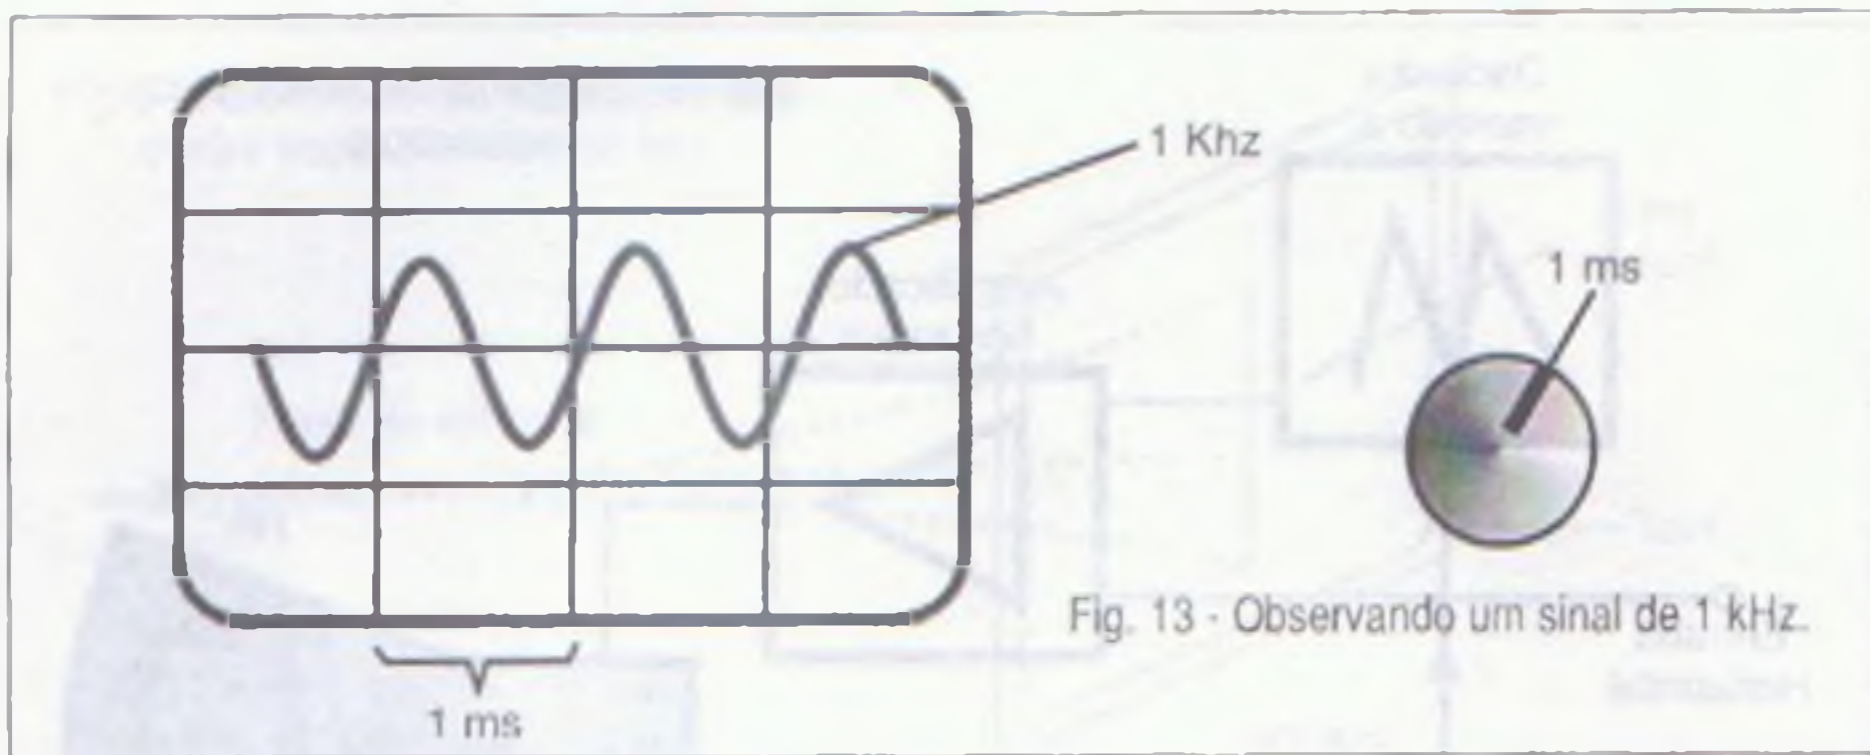 1 Khz
1 ms
Fig. 13 - Observando um sinal de 1 kHz.
1 ms